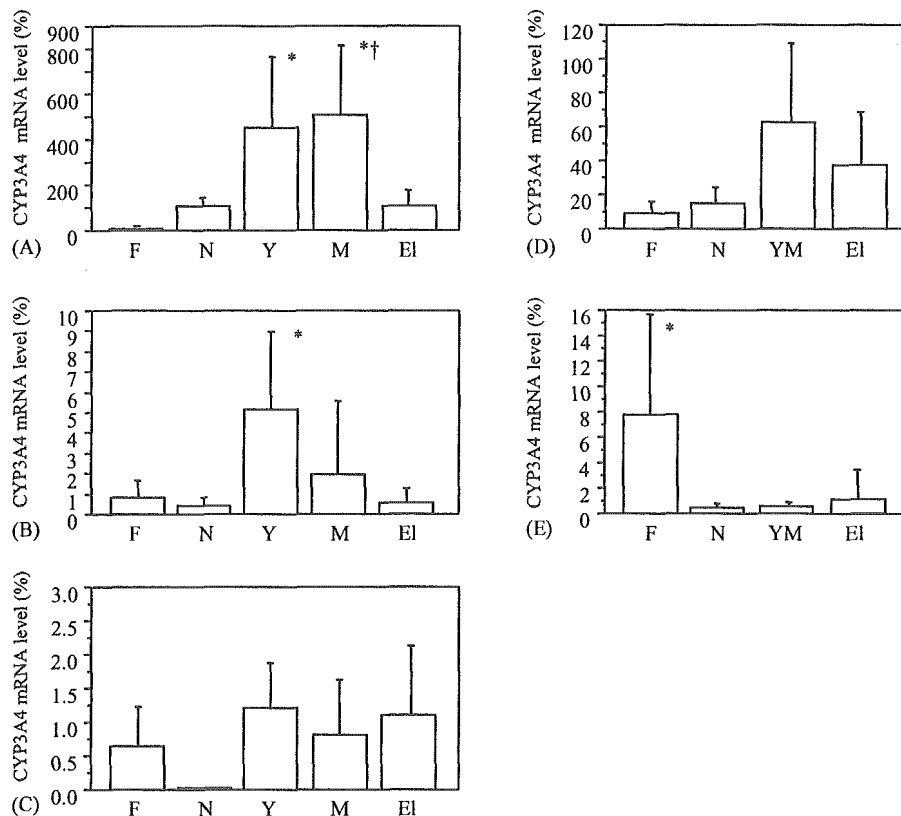 CYP3A4 mRNA level (%)
900
800
600
400
200
0
*
*†
(A)
F N Y M El
CYP3A4 mRNA level (%)
10
9
8
7
6
5
4
3
2
1
0
*
(B)
F N Y M El
CYP3A4 mRNA level (%)
3.0
2.5
2.0
1.5
1.0
0.5
0.0
(C)
F N Y M El
CYP3A4 mRNA level (%)
120
100
80
60
40
20
0
(D)
F N YM El
CYP3A4 mRNA level (%)
16
14
12
10
8
6
4
2
0
*
(E)
F N YM El